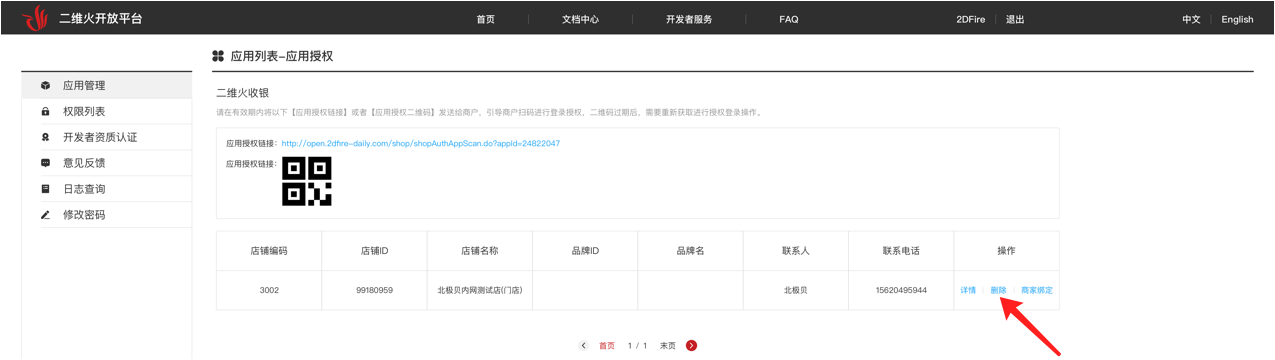 二维火开放平台 首页 文档中心 开发者服务 FAQ 2DFire 退出 中文 English
应用列表-应用授权
应用管理
权限列表
开发者资质认证
意见反馈
日志查询
修改密码
二维火收银
请在有效期内将以下【应用授权链接】或者【应用授权二维码】发送给商户，引导商户扫码进行登录授权，二维码过期后，需要重新获取进行授权登录操作。
应用授权链接：http://open.2dfire-daily.com/shop/shopAuthAppScan.do?appId=24822047
应用授权链接：
店铺编码 店铺ID 店铺名称 品牌ID 品牌名 联系人 联系电话 操作
3002 99180959 北极贝内网测试店(门店) 北极贝 15620495944 详情 删除 商家绑定
首页 1 / 1 末页